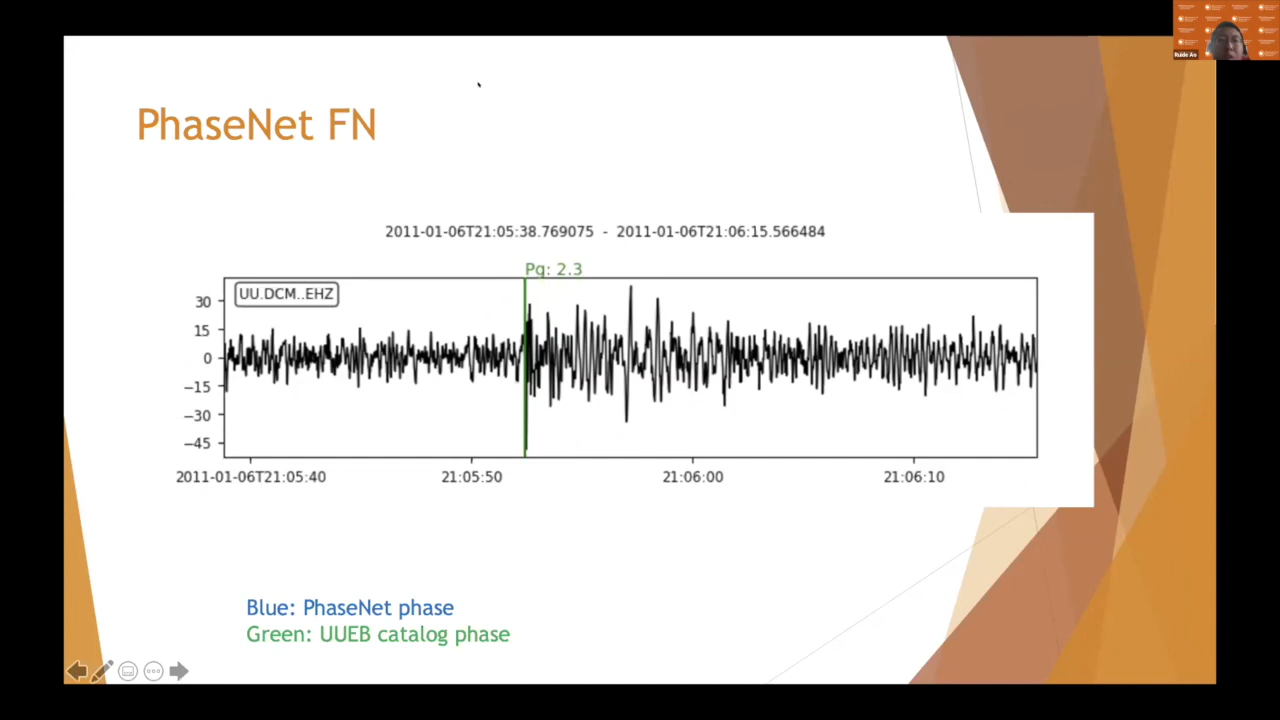 Ruide Ao
PhaseNet FN
2011-01-06T21:05:38.769075 - 2011-01-06T21:06:15.566484
Pg: 2.3
UU.DCM..EHZ
30
15
0
−15
−30
−45
2011-01-06T21:05:40 21:05:50 21:06:00 21:06:10
Blue: PhaseNet phase
Green: UUEB catalog phase